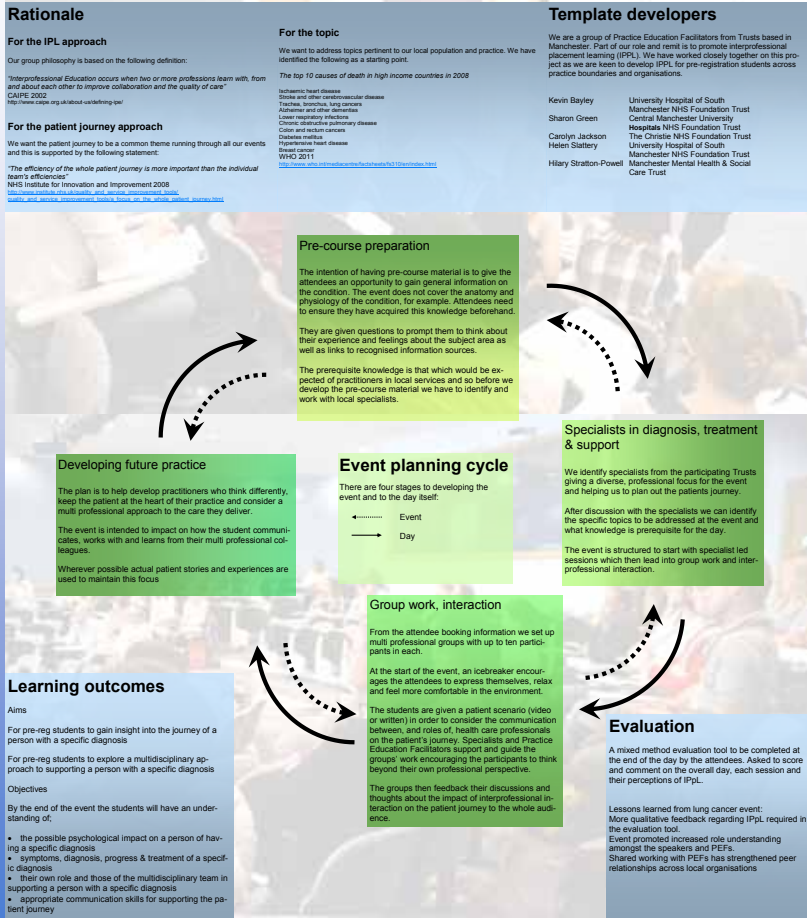 Rationale
For the IPL approach
Our group philosophy is based on the following definition:
"Interprofessional Education occurs when two or more professions learn with, from
and about each other to improve collaboration and the quality of care"
CAIPE 2002
http://www.caipe.org.uk/about-us/defining-ipe/
For the patient journey approach
We want the patient journey to be a common theme running through all our events
and this is supported by the following statement:
"The efficiency of the whole patient journey is more important than the individual
team's efficiencies"
NHS Institute for Innovation and Improvement 2008
http://www.institute.nhs.uk/quality_and_service_improvement_tools/
quality_and_service_improvement_tools/a_focus_on_the_whole_patient_journey.html
For the topic
We want to address topics pertinent to our local population and practice. We have
identified the following as a starting point.
The top 10 causes of death in high income countries in 2008
Ischaemic heart disease
Stroke and other cerebrovascular disease
Trachea, bronchus, lung cancers
Alzheimer and other dementias
Lower respiratory infections
Chronic obstructive pulmonary disease
Colon and rectum cancers
Diabetes mellitus
Hypertensive heart disease
Breast cancer
WHO 2011
http://www.who.int/mediacentre/factsheets/fs310/en/index.html
Template developers
We are a group of Practice Education Facilitators from Trusts based in
Manchester. Part of our role and remit is to promote interprofessional
placement learning (IPPL). We have worked closely together on this pro-
ject as we are keen to develop IPPL for pre-registration students across
practice boundaries and organisations.
Kevin Bayley University Hospital of South
Manchester NHS Foundation Trust
Sharon Green Central Manchester University
Hospitals NHS Foundation Trust
Carolyn Jackson The Christie NHS Foundation Trust
Helen Slattery University Hospital of South
Manchester NHS Foundation Trust
Hilary Stratton-Powell Manchester Mental Health & Social
Care Trust
Pre-course preparation
The intention of having pre-course material is to give the
attendees an opportunity to gain general information on
the condition. The event does not cover the anatomy and
physiology of the condition, for example. Attendees need
to ensure they have acquired this knowledge beforehand.
They are given questions to prompt them to think about
their experience and feelings about the subject area as
well as links to recognised information sources.
The prerequisite knowledge is that which would be ex-
pected of practitioners in local services and so before we
develop the pre-course material we have to identify and
work with local specialists.
Developing future practice
The plan is to help develop practitioners who think differently,
keep the patient at the heart of their practice and consider a
multi professional approach to the care they deliver.
The event is intended to impact on how the student communi-
cates, works with and learns from their multi professional col-
leagues.
Wherever possible actual patient stories and experiences are
used to maintain this focus
Event planning cycle
There are four stages to developing the
event and to the day itself:
Event
Day
Specialists in diagnosis, treatment
& support
We identify specialists from the participating Trusts
giving a diverse, professional focus for the event
and helping us to plan out the patients journey.
After discussion with the specialists we can identify
the specific topics to be addressed at the event and
what knowledge is prerequisite for the day.
The event is structured to start with specialist led
sessions which then lead into group work and inter-
professional interaction.
Group work, interaction
From the attendee booking information we set up
multi professional groups with up to ten partici-
pants in each.
At the start of the event, an icebreaker encour-
ages the attendees to express themselves, relax
and feel more comfortable in the environment.
The students are given a patient scenario (video
or written) in order to consider the communication
between, and roles of, health care professionals
on the patient's journey. Specialists and Practice
Education Facilitators support and guide the
groups' work encouraging the participants to think
beyond their own professional perspective.
The groups then feedback their discussions and
thoughts about the impact of interprofessional in-
teraction on the patient journey to the whole audi-
ence.
Learning outcomes
Aims
For pre-reg students to gain insight into the journey of a
person with a specific diagnosis
For pre-reg students to explore a multidisciplinary ap-
proach to supporting a person with a specific diagnosis
Objectives
By the end of the event the students will have an under-
standing of;
• the possible psychological impact on a person of hav-
ing a specific diagnosis
• symptoms, diagnosis, progress & treatment of a specif-
ic diagnosis
• their own role and those of the multidisciplinary team in
supporting a person with a specific diagnosis
• appropriate communication skills for supporting the pa-
tient journey
Evaluation
A mixed method evaluation tool to be completed at
the end of the day by the attendees. Asked to score
and comment on the overall day, each session and
their perceptions of IPpL.
Lessons learned from lung cancer event:
More qualitative feedback regarding IPpL required in
the evaluation tool.
Event promoted increased role understanding
amongst the speakers and PEFs.
Shared working with PEFs has strengthened peer
relationships across local organisations